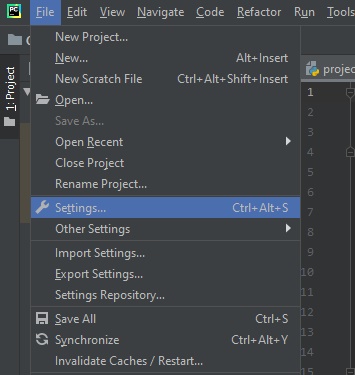 PC File Edit View Navigate Code Refactor Run Tools
New Project...
New... Alt+Insert
New Scratch File Ctrl+Alt+Shift+Insert
Open...
Save As...
Open Recent
Close Project
Rename Project...
Settings... Ctrl+Alt+S
Other Settings
Import Settings...
Export Settings...
Settings Repository...
Save All Ctrl+S
Synchronize Ctrl+Alt+Y
Invalidate Caches / Restart...
1: Project
projec
1
2
3
4
5
6
7
8
9
10
11
12
13
14
15